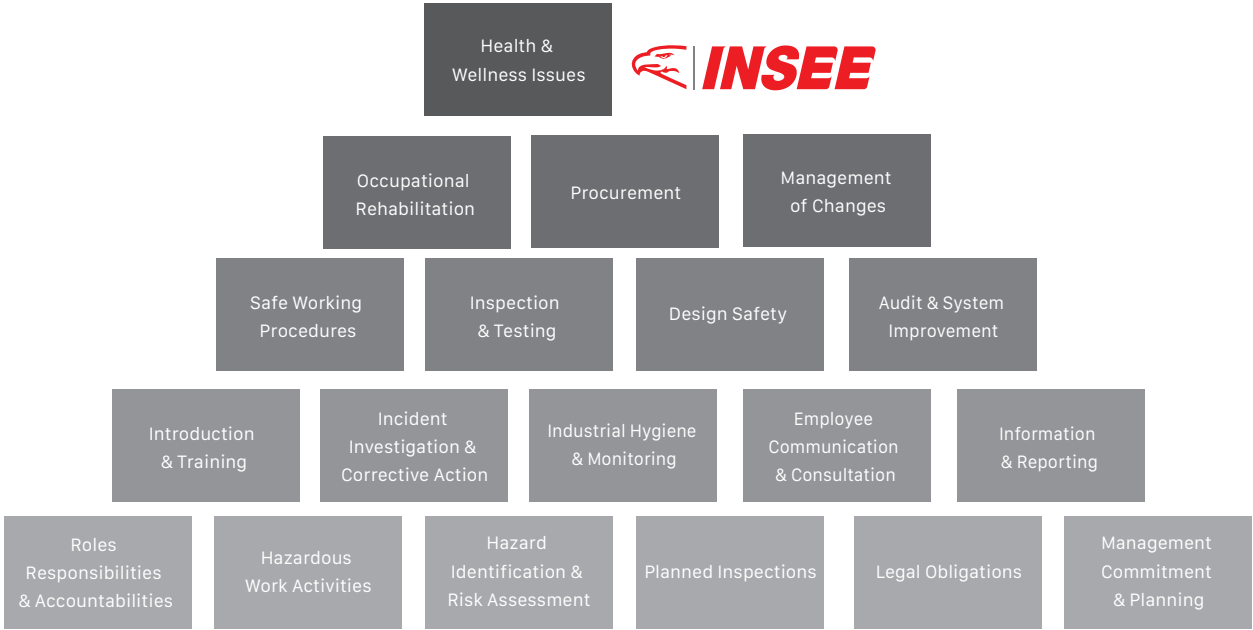 Health &
Wellness Issues
INSEE
Occupational
Rehabilitation
Procurement
Management
of Changes
Safe Working
Procedures
Inspection
& Testing
Design Safety
Audit & System
Improvement
Introduction
& Training
Incident
Investigation &
Corrective Action
Industrial Hygiene
& Monitoring
Employee
Communication
& Consultation
Information
& Reporting
Roles
Responsibilities
& Accountabilities
Hazardous
Work Activities
Hazard
Identification &
Risk Assessment
Planned Inspections
Legal Obligations
Management
Commitment
& Planning